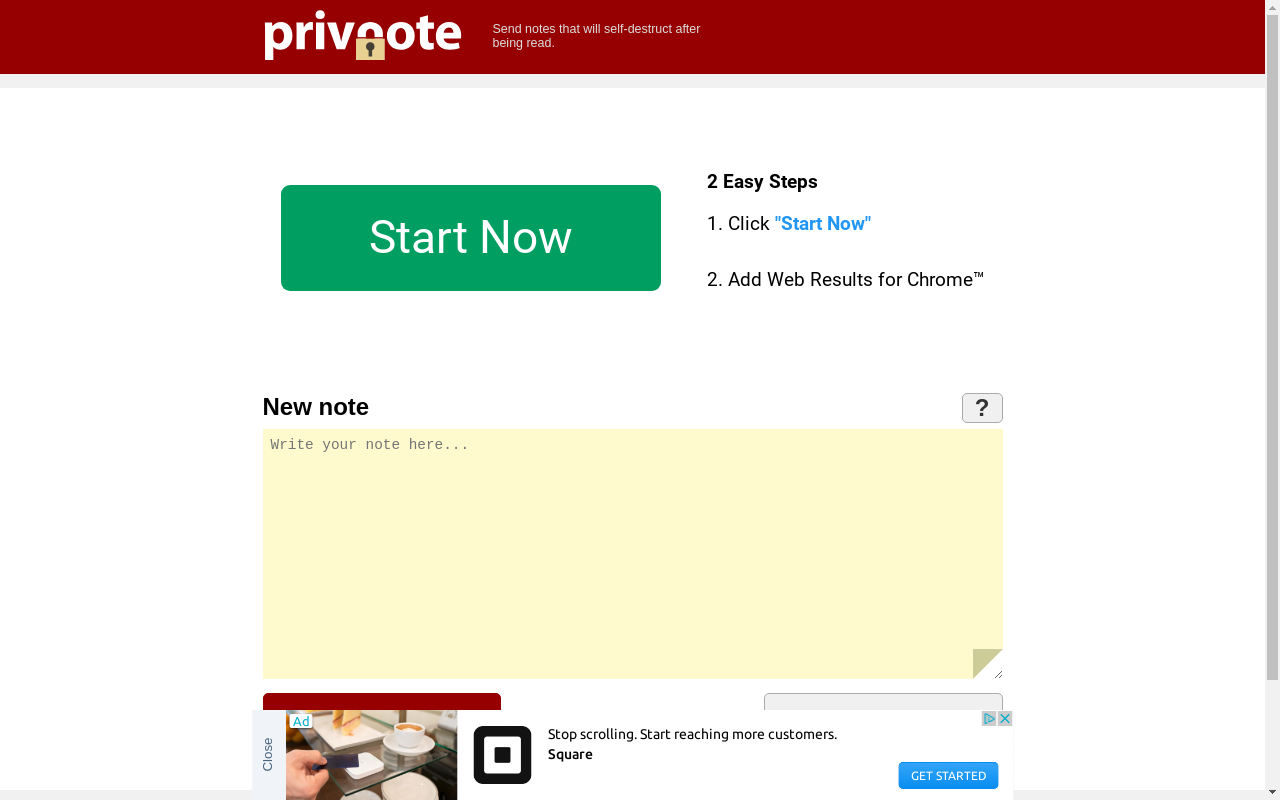 privnote
Send notes that will self-destruct after
being read.
Start Now
2 Easy Steps
1. Click "Start Now"
2. Add Web Results for Chrome™
New note
?
Write your note here...
Close
Ad
Stop scrolling. Start reaching more customers.
Square
GET STARTED